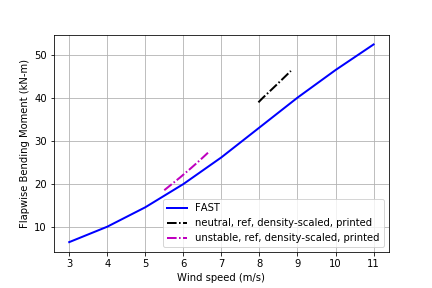 50
40
30
20
10
Flapwise Bending Moment (kN-m)
FAST
neutral, ref, density-scaled, printed
unstable, ref, density-scaled, printed
3 4 5 6 7 8 9 10 11
Wind speed (m/s)